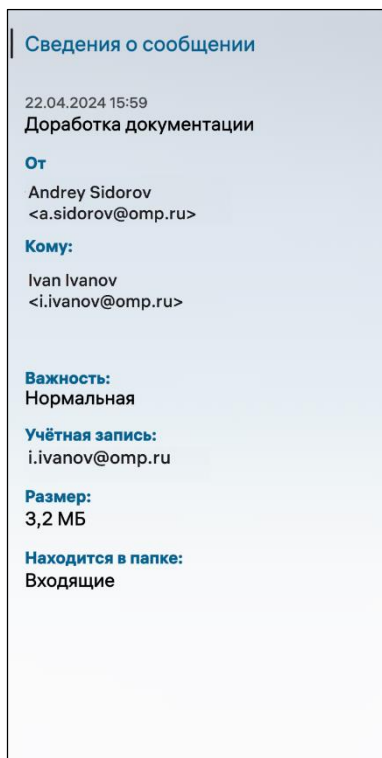 Сведения о сообщении
22.04.2024 15:59
Доработка документации
От
Andrey Sidorov
<a.sidorov@omp.ru>
Кому:
Ivan Ivanov
<i.ivanov@omp.ru>
Важность:
Нормальная
Учётная запись:
i.ivanov@omp.ru
Размер:
3,2 МБ
Находится в папке:
Входящие